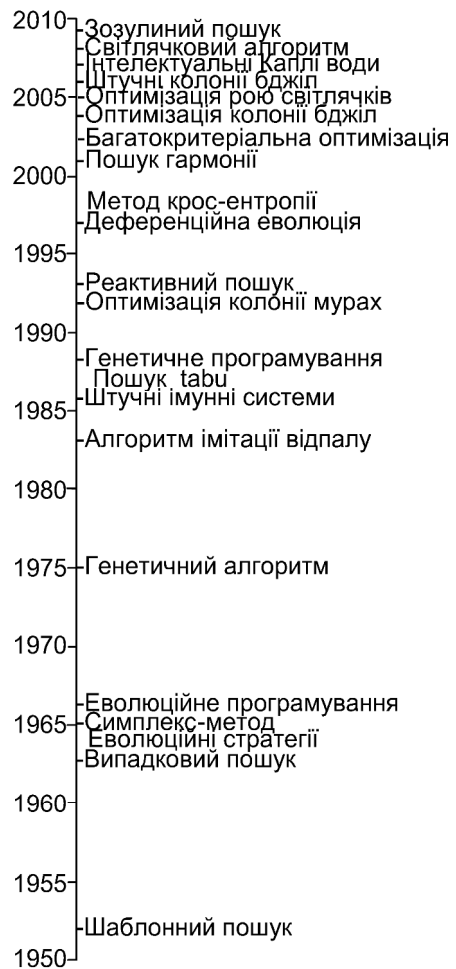 2010
Зозулиний пошук
Світлячковий алгоритм
Інтелектуальні Каплі води
Штучні колонії бджіл
2005
Оптимізація рою світлячків
Оптимізація колонії бджіл
Багатокритеріальна оптимізація
Пошук гармонії
2000
Метод крос-ентропії
Деференційна еволюція
1995
Реактивний пошук
Оптимізація колонії мурах
1990
Генетичне програмування
Пошук tabu
Штучні імунні системи
1985
Алгоритм імітації відпалу
1980
1975
Генетичний алгоритм
1970
Еволюційне програмування
1965
Симплекс-метод
Еволюційні стратегії
Випадковий пошук
1960
1955
Шаблонний пошук
1950